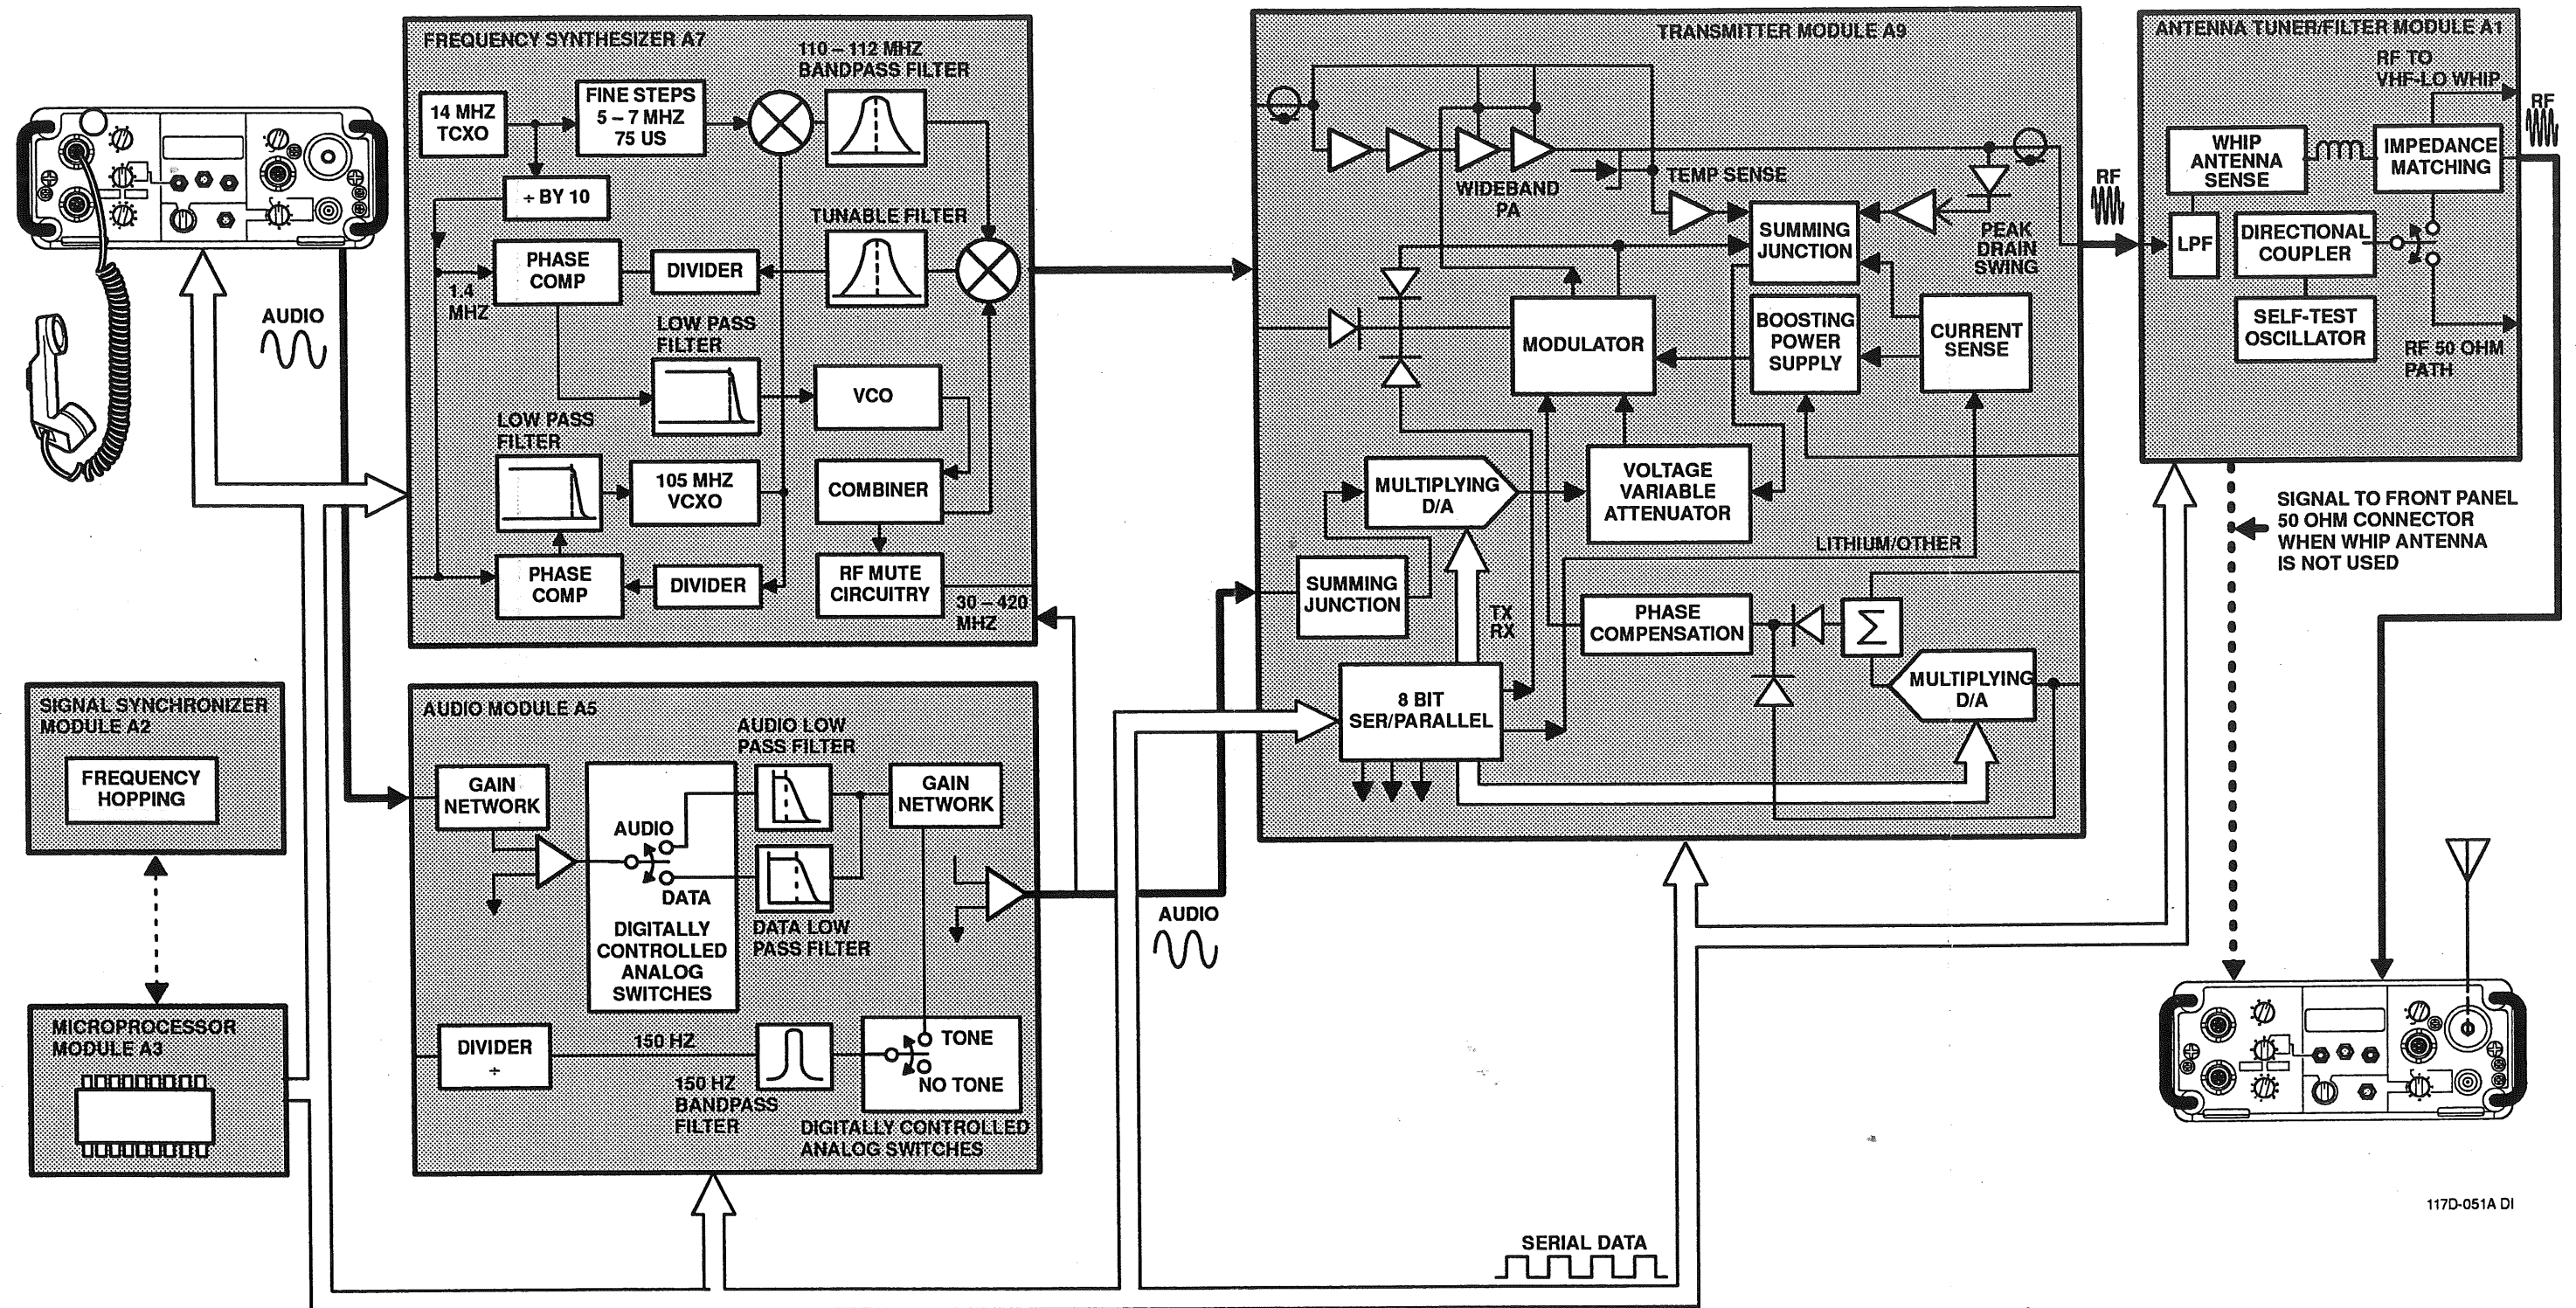 FREQUENCY SYNTHESIZER A7
110 – 112 MHZ
BANDPASS FILTER
14 MHZ
TCXO
FINE STEPS
5 – 7 MHZ
75 US
÷ BY 10
TUNABLE FILTER
PHASE
COMP
DIVIDER
1.4
MHZ
LOW PASS
FILTER
VCO
LOW PASS
FILTER
105 MHZ
VCXO
COMBINER
PHASE
COMP
DIVIDER
RF MUTE
CIRCUITRY
30 – 420
MHZ
AUDIO
SIGNAL SYNCHRONIZER
MODULE A2
FREQUENCY
HOPPING
MICROPROCESSOR
MODULE A3
AUDIO MODULE A5
AUDIO LOW
PASS FILTER
GAIN
NETWORK
AUDIO
DATA
DIGITALLY
CONTROLLED
ANALOG
SWITCHES
DATA LOW
PASS FILTER
GAIN
NETWORK
DIVIDER
÷
150 HZ
150 HZ
BANDPASS
FILTER
TONE
NO TONE
DIGITALLY CONTROLLED
ANALOG SWITCHES
AUDIO
TRANSMITTER MODULE A9
WIDEBAND
PA
TEMP SENSE
SUMMING
JUNCTION
PEAK
DRAIN
SWING
MODULATOR
BOOSTING
POWER
SUPPLY
CURRENT
SENSE
MULTIPLYING
D/A
VOLTAGE
VARIABLE
ATTENUATOR
LITHIUM/OTHER
SUMMING
JUNCTION
TX
RX
PHASE
COMPENSATION
Σ
8 BIT
SER/PARALLEL
MULTIPLYING
D/A
SERIAL DATA
RF
ANTENNA TUNER/FILTER MODULE A1
RF TO
VHF-LO WHIP
WHIP
ANTENNA
SENSE
IMPEDANCE
MATCHING
LPF
DIRECTIONAL
COUPLER
SELF-TEST
OSCILLATOR
RF 50 OHM
PATH
RF
SIGNAL TO FRONT PANEL
50 OHM CONNECTOR
WHEN WHIP ANTENNA
IS NOT USED
117D-051A DI